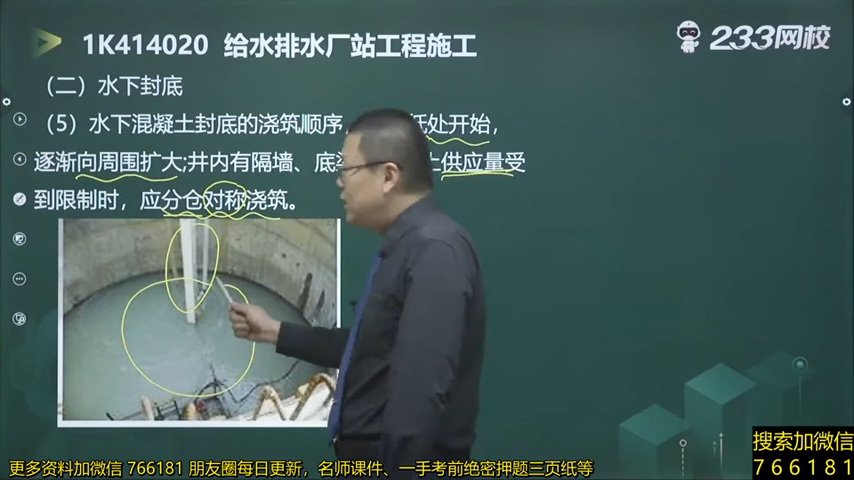 1K414020 给水排水厂站工程施工
233网校
（二）水下封底
（5）水下混凝土封底的浇筑顺序，低处开始，
逐渐向周围扩大;井内有隔墙、底 供应量受
到限制时，应分仓对称浇筑。
搜索加微信
766181
更多资料加微信 766181 朋友圈每日更新，名师课件、一手考前绝密押题三页纸等